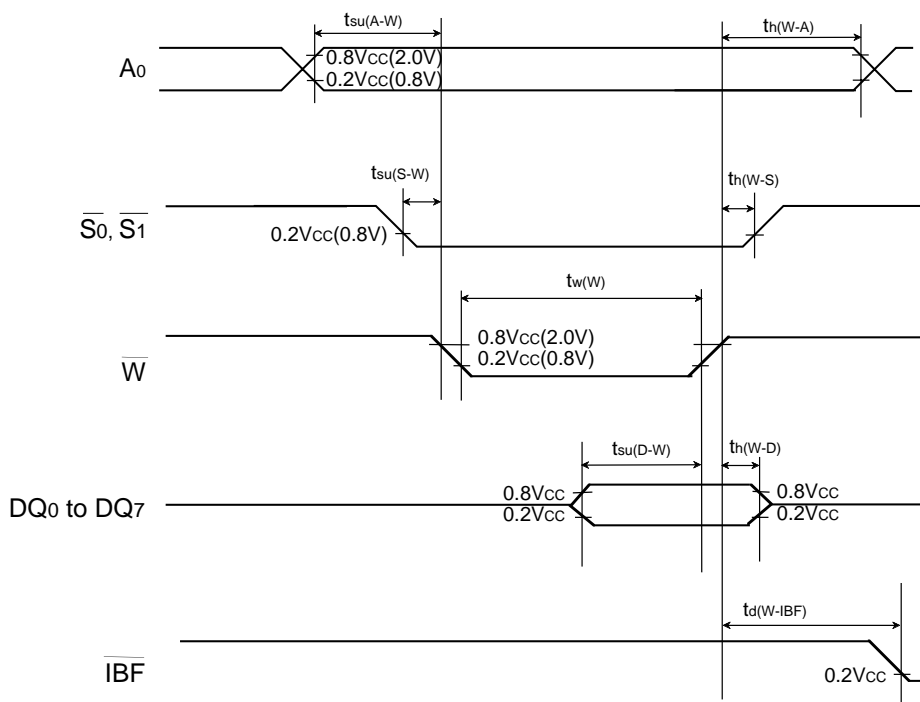 tsu(A-W)
th(W-A)
A0
0.8VCC(2.0V)
0.2VCC(0.8V)
tsu(S-W)
th(W-S)
S0, S1
0.2VCC(0.8V)
tw(W)
0.8VCC(2.0V)
0.2VCC(0.8V)
W
tsu(D-W)
th(W-D)
DQ0 to DQ7
0.8VCC
0.2VCC
0.8VCC
0.2VCC
td(W-IBF)
IBF
0.2VCC